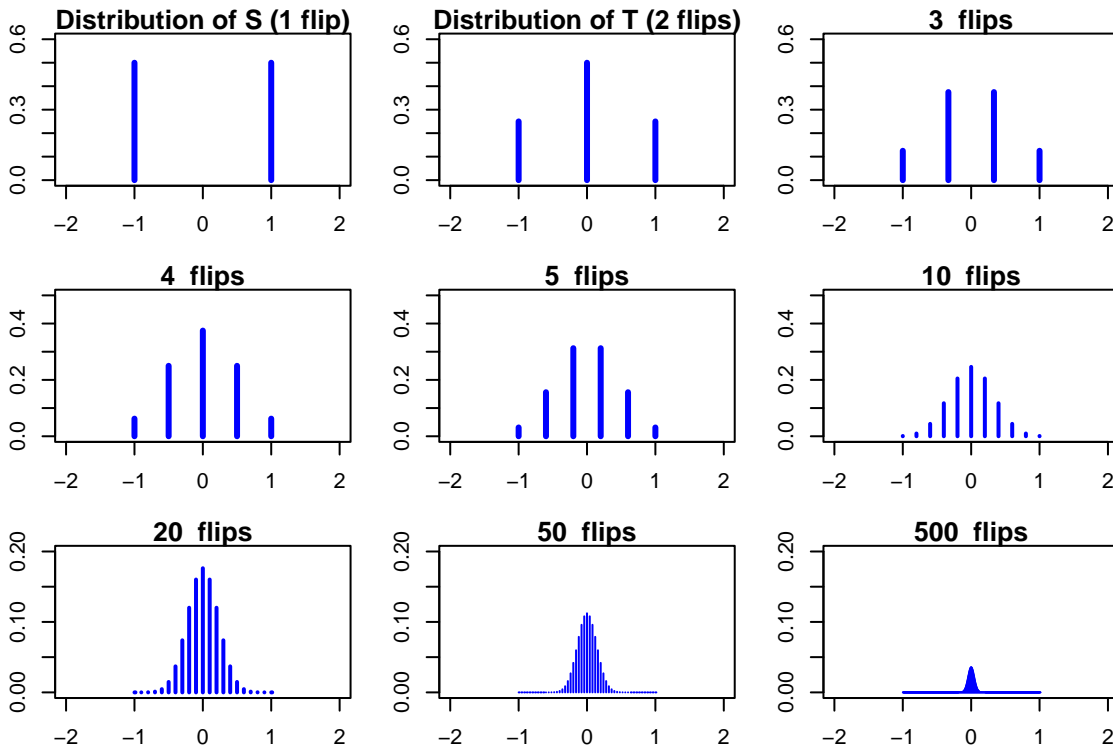 Distribution of S (1 flip)
Distribution of T (2 flips)
3 flips
0.0 0.3 0.6
−2 −1 0 1 2
0.0 0.3 0.6
−2 −1 0 1 2
0.0 0.3 0.6
−2 −1 0 1 2
4 flips
5 flips
10 flips
0.0 0.2 0.4
−2 −1 0 1 2
0.0 0.2 0.4
−2 −1 0 1 2
0.0 0.2 0.4
−2 −1 0 1 2
20 flips
50 flips
500 flips
0.00 0.10 0.20
−2 −1 0 1 2
0.00 0.10 0.20
−2 −1 0 1 2
0.00 0.10 0.20
−2 −1 0 1 2